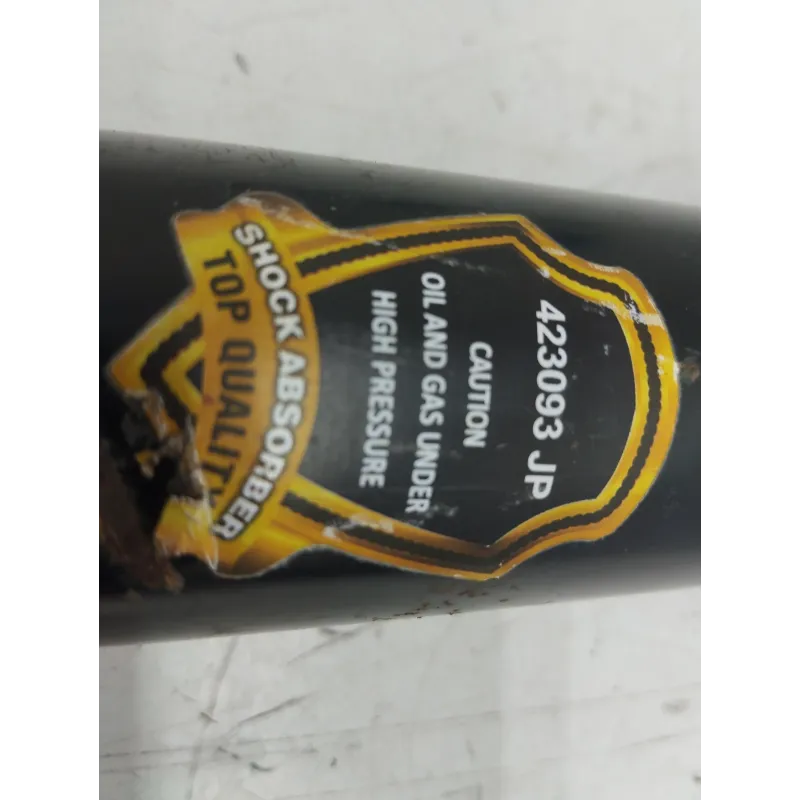 423093 JP
CAUTION
OIL AND GAS UNDER
HIGH PRESSURE
SHOCK ABSORBER
TOP QUALITY